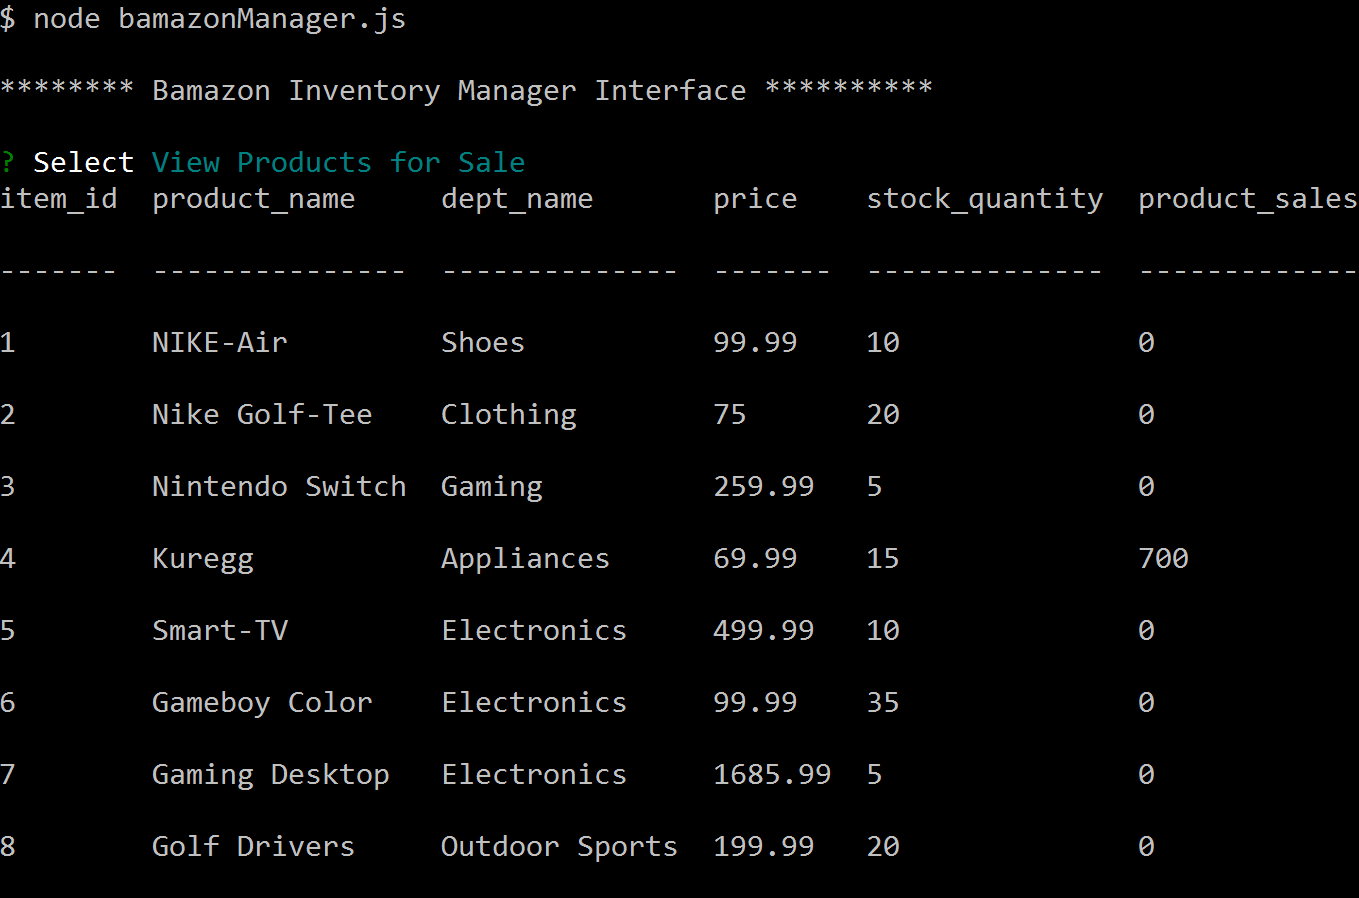 $ node bamazonManager.js
******** Bamazon Inventory Manager Interface **********
? Select View Products for Sale
item_id  product_name     dept_name       price    stock_quantity  product_sales
-------  ---------------  --------------  -------  --------------  -------------
1        NIKE-Air         Shoes           99.99    10              0
2        Nike Golf-Tee    Clothing        75       20              0
3        Nintendo Switch  Gaming          259.99   5               0
4        Kuregg           Appliances      69.99    15              700
5        Smart-TV         Electronics     499.99   10              0
6        Gameboy Color    Electronics     99.99    35              0
7        Gaming Desktop   Electronics     1685.99  5               0
8        Golf Drivers     Outdoor Sports  199.99   20              0